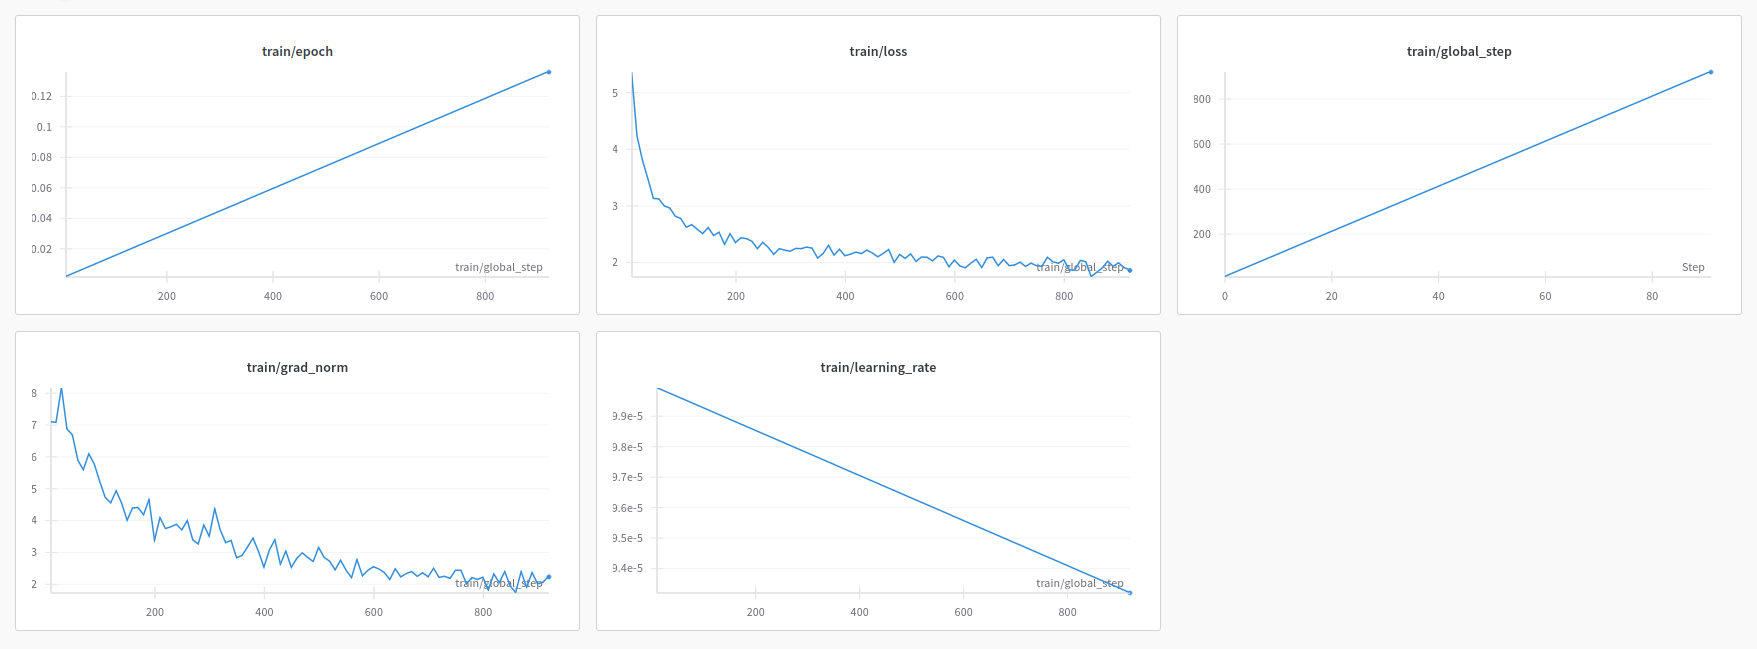 train/epoch
0.12
0.1
0.08
0.06
0.04
0.02
train/global_step
200 400 600 800
train/loss
5
4
3
2
train/global_step
200 400 600 800
train/global_step
800
600
400
200
Step
0 20 40 60 80
train/grad_norm
8
7
6
5
4
3
2
train/global_step
200 400 600 800
train/learning_rate
9.9e-5
9.8e-5
9.7e-5
9.6e-5
9.5e-5
9.4e-5
train/global_step
200 400 600 800